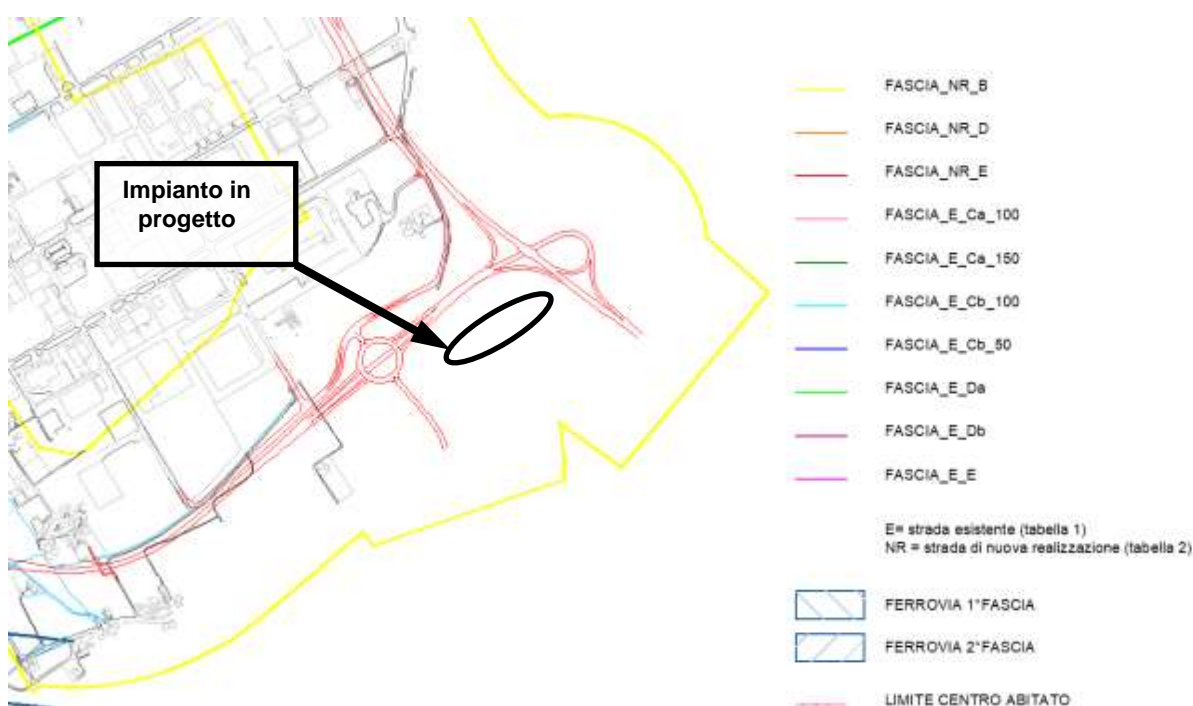 Impianto in
progetto
FASCIA_NR_B
FASCIA_NR_D
FASCIA_NR_E
FASCIA_E_Ca_100
FASCIA_E_Ca_150
FASCIA_E_Cb_100
FASCIA_E_Cb_50
FASCIA_E_Da
FASCIA_E_Db
FASCIA_E_E
E= strada esistente (tabella 1)
NR = strada di nuova realizzazione (tabella 2)
FERROVIA 1°FASCIA
FERROVIA 2°FASCIA
LIMITE CENTRO ABITATO